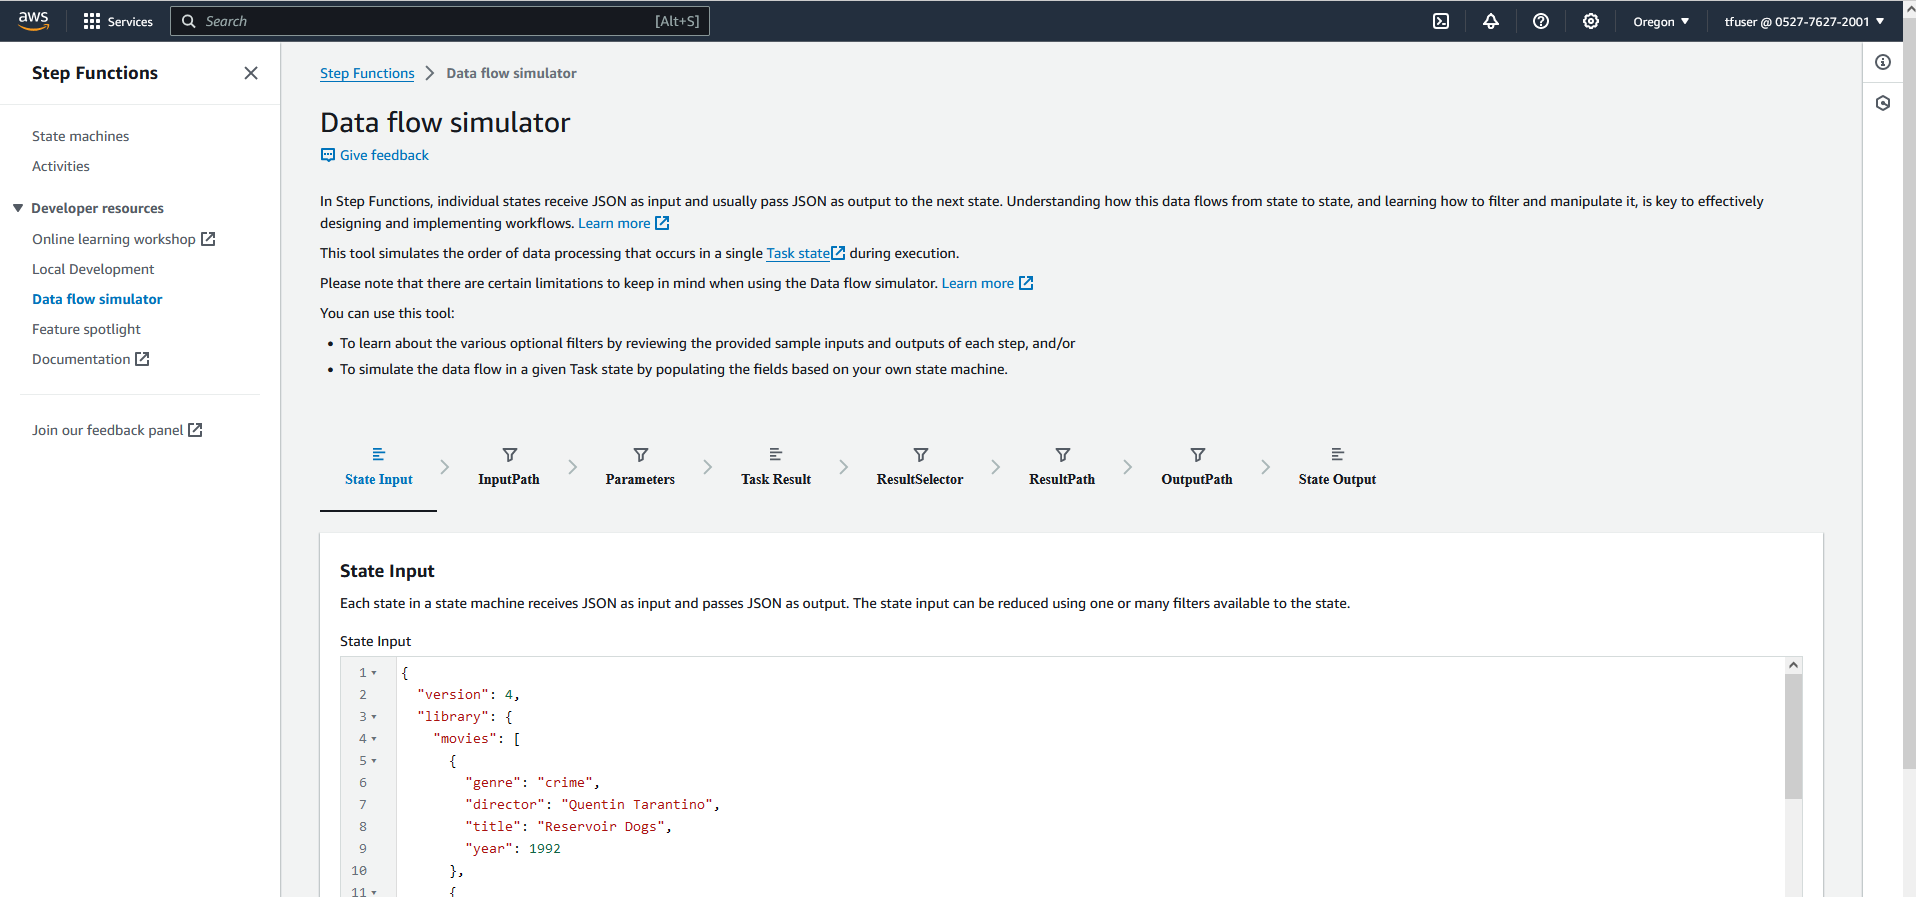 aws
Services
Search
[Alt+S]
Oregon
tfuser @ 0527-7627-2001
Step Functions
State machines
Activities
Developer resources
Online learning workshop
Local Development
Data flow simulator
Feature spotlight
Documentation
Join our feedback panel
Step Functions
Data flow simulator
Data flow simulator
Give feedback
In Step Functions, individual states receive JSON as input and usually pass JSON as output to the next state. Understanding how this data flows from state to state, and learning how to filter and manipulate it, is key to effectively
designing and implementing workflows. Learn more
This tool simulates the order of data processing that occurs in a single Task state during execution.
Please note that there are certain limitations to keep in mind when using the Data flow simulator. Learn more
You can use this tool:
• To learn about the various optional filters by reviewing the provided sample inputs and outputs of each step, and/or
• To simulate the data flow in a given Task state by populating the fields based on your own state machine.
State Input
InputPath
Parameters
Task Result
ResultSelector
ResultPath
OutputPath
State Output
State Input
Each state in a state machine receives JSON as input and passes JSON as output. The state input can be reduced using one or many filters available to the state.
State Input
1 {
2 "version": 4,
3 "library": {
4 "movies": [
5 {
6 "genre": "crime",
7 "director": "Quentin Tarantino",
8 "title": "Reservoir Dogs",
9 "year": 1992
10 },
11 {